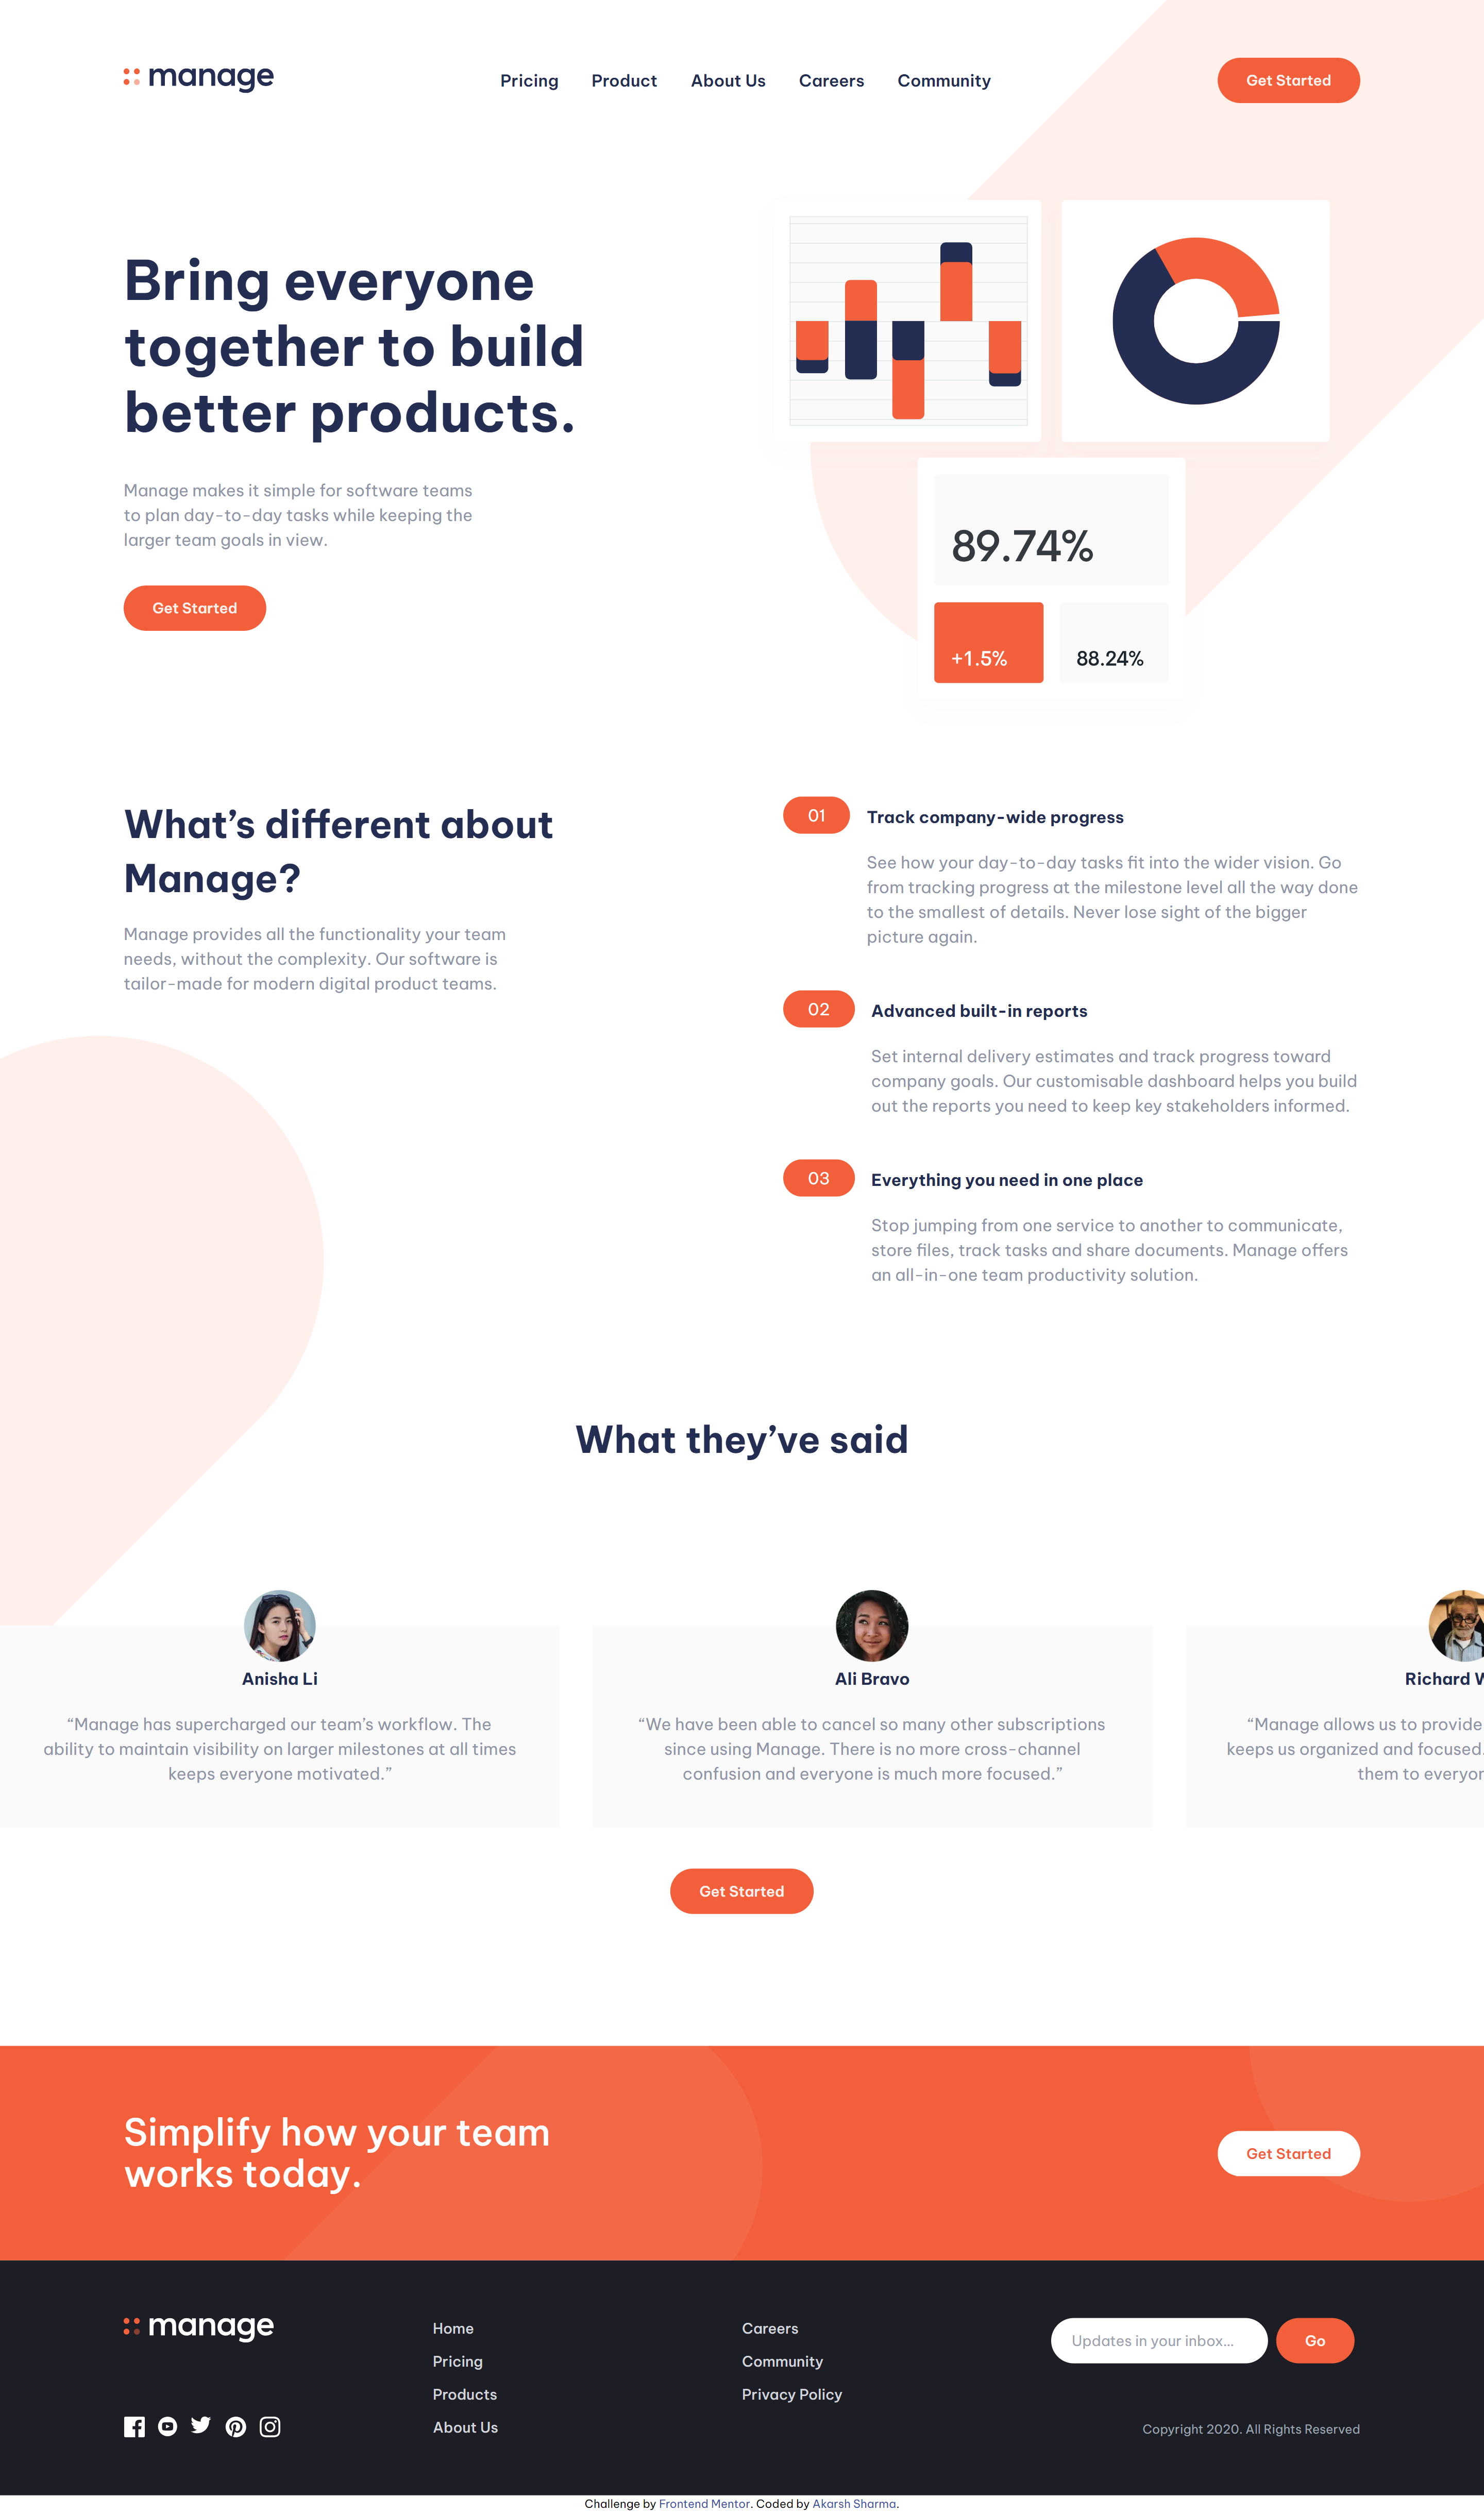 manage
Pricing Product About Us Careers Community
Get Started
Bring everyone
together to build
better products.
Manage makes it simple for software teams
to plan day-to-day tasks while keeping the
larger team goals in view.
Get Started
89.74%
+1.5%
88.24%
What’s different about
Manage?
Manage provides all the functionality your team
needs, without the complexity. Our software is
tailor-made for modern digital product teams.
01
Track company-wide progress
See how your day-to-day tasks fit into the wider vision. Go
from tracking progress at the milestone level all the way done
to the smallest of details. Never lose sight of the bigger
picture again.
02
Advanced built-in reports
Set internal delivery estimates and track progress toward
company goals. Our customisable dashboard helps you build
out the reports you need to keep key stakeholders informed.
03
Everything you need in one place
Stop jumping from one service to another to communicate,
store files, track tasks and share documents. Manage offers
an all-in-one team productivity solution.
What they’ve said
Anisha Li
“Manage has supercharged our team’s workflow. The
ability to maintain visibility on larger milestones at all times
keeps everyone motivated.”
Ali Bravo
“We have been able to cancel so many other subscriptions
since using Manage. There is no more cross-channel
confusion and everyone is much more focused.”
Richard
“Manage allows us to provide
keeps us organized and focused.
them to
Get Started
Simplify how your team
works today.
Get Started
manage
Home
Pricing
Products
About Us
Careers
Community
Privacy Policy
Updates in your inbox...
Go
Copyright 2020. All Rights Reserved
Challenge by Frontend Mentor. Coded by Akarsh Sharma.